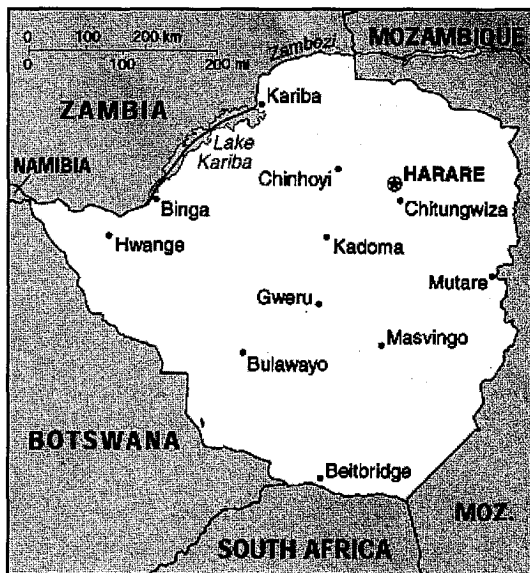 0 100 200 km
0 100 200 mi
Zambezi
MOZAMBIQUE
ZAMBIA
Kariba
Lake
Kariba
NAMIBIA
Chinhoyi
HARARE
Chitungwiza
Binga
Hwange
Kadoma
Mutare
Gweru
Masvingo
Bulawayo
BOTSWANA
Beitbridge
MOZ.
SOUTH AFRICA